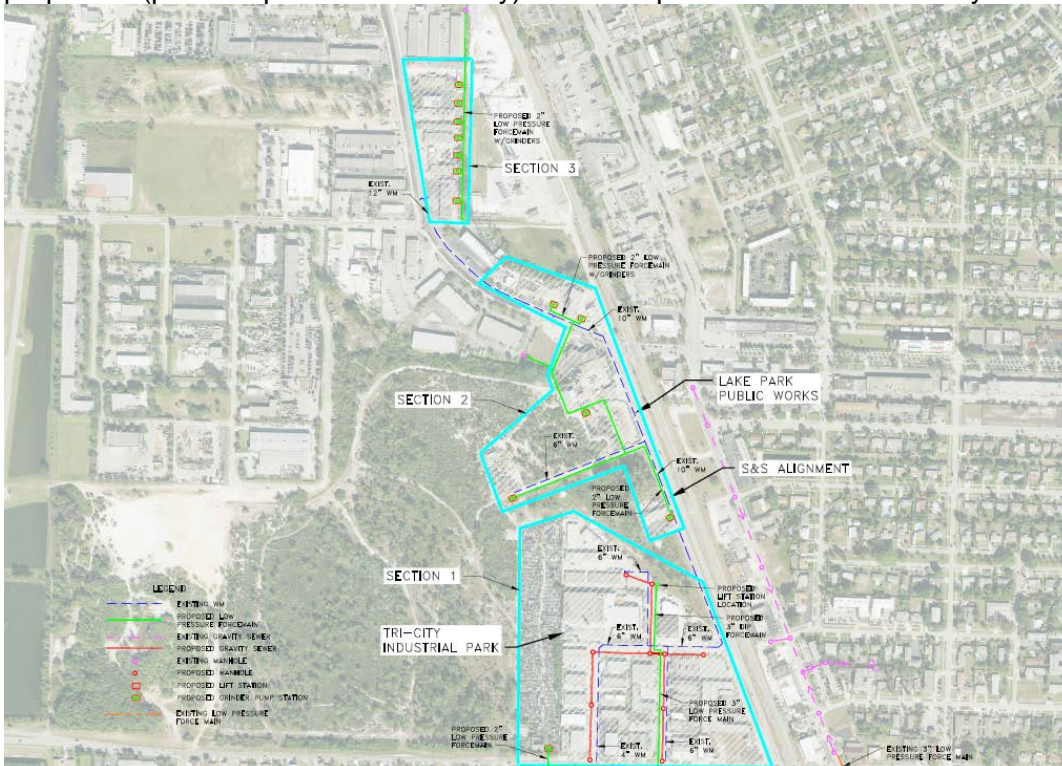 PROPOSED 2"
LOW PRESSURE
FORCEMAIN
W/GRINDERS
SECTION 3
EXIST.
12" WM
PROPOSED 2" LOW
PRESSURE FORCEMAIN
W/GRINDERS
EXIST.
10" WM
LAKE PARK
PUBLIC WORKS
SECTION 2
EXIST.
6" WM
EXIST.
10" WM
S&S ALIGNMENT
PROPOSED
2" LOW
PRESSURE
FORCEMAIN
EXIST.
6" WM
SECTION 1
PROPOSED
LIFT STATION
LOCATION
PROPOSED
3" DIP
FORCEMAIN
TRI-CITY
INDUSTRIAL PARK
EXIST.
6" WM
EXIST.
6" WM
LEGEND
EXISTING WM
PROPOSED LOW
PRESSURE FORCEMAIN
EXISTING GRAVITY SEWER
PROPOSED GRAVITY SEWER
EXISTING MANHOLE
PROPOSED MANHOLE
PROPOSED LIFT STATION
PROPOSED GRINDER PUMP STATION
EXISTING LOW PRESSURE
FORCE MAIN
PROPOSED 2"
LOW PRESSURE
FORCEMAIN
EXIST.
4" WM
EXIST.
6" WM
PROPOSED 3"
LOW PRESSURE
FORCE MAIN
EXISTING 3" LOW
PRESSURE FORCE MAIN